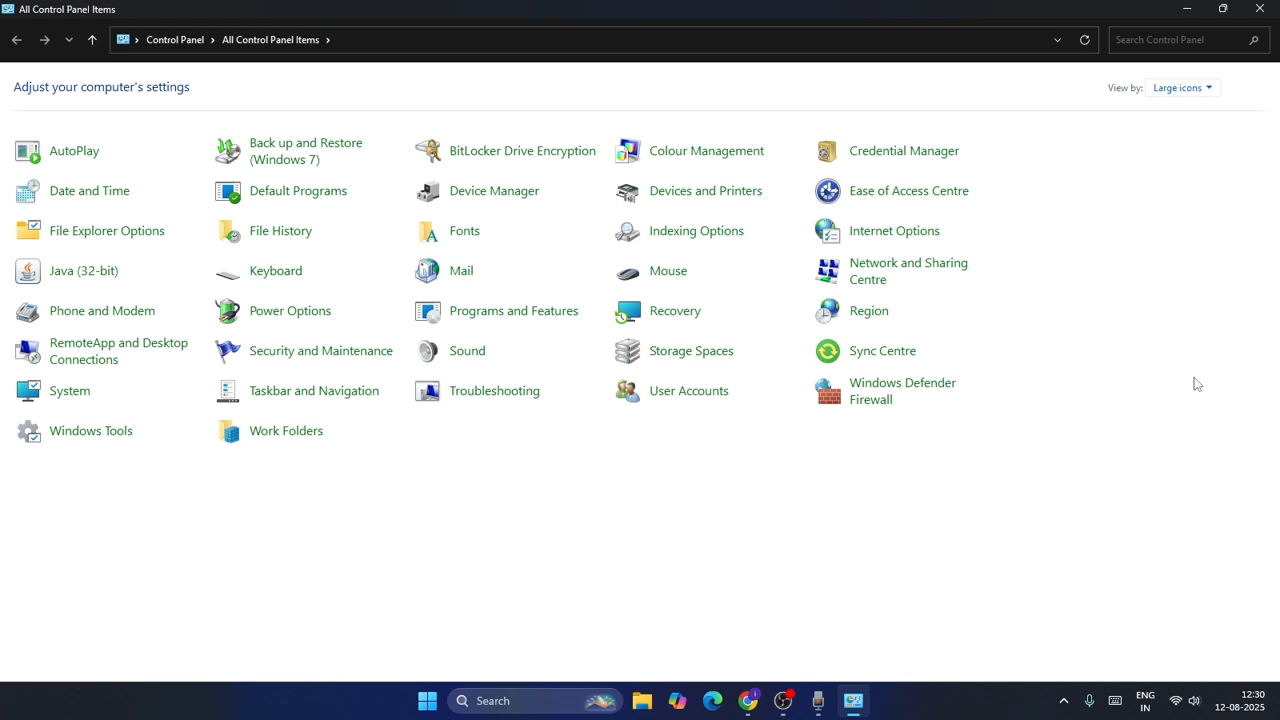 All Control Panel Items
Control Panel > All Control Panel Items >
Search Control Panel
Adjust your computer's settings
View by: Large icons
AutoPlay
Back up and Restore
(Windows 7)
BitLocker Drive Encryption
Colour Management
Credential Manager
Date and Time
Default Programs
Device Manager
Devices and Printers
Ease of Access Centre
File Explorer Options
File History
Fonts
Indexing Options
Internet Options
Java (32-bit)
Keyboard
Mail
Mouse
Network and Sharing
Centre
Phone and Modem
Power Options
Programs and Features
Recovery
Region
RemoteApp and Desktop
Connections
Security and Maintenance
Sound
Storage Spaces
Sync Centre
System
Taskbar and Navigation
Troubleshooting
User Accounts
Windows Defender
Firewall
Windows Tools
Work Folders
Search
ENG
IN
12:30
12-08-2025